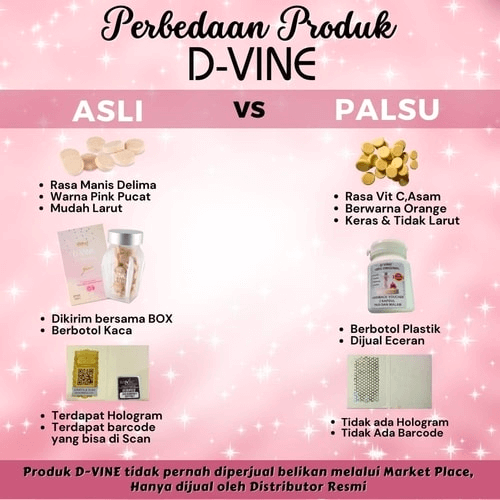 Perbedaan Produk
D-VINE
ASLI VS PALSU
Rasa Manis Delima
Warna Pink Pucat
Mudah Larut
Rasa Vit C,Asam
Berwarna Orange
Keras & Tidak Larut
Dikirim bersama BOX
Berbotol Kaca
Berbotol Plastik
Dijual Eceran
Terdapat Hologram
Terdapat barcode
yang bisa di Scan
Tidak ada Hologram
Tidak Ada Barcode
Produk D-VINE tidak pernah diperjual belikan melalui Market Place,
Hanya dijual oleh Distributor Resmi